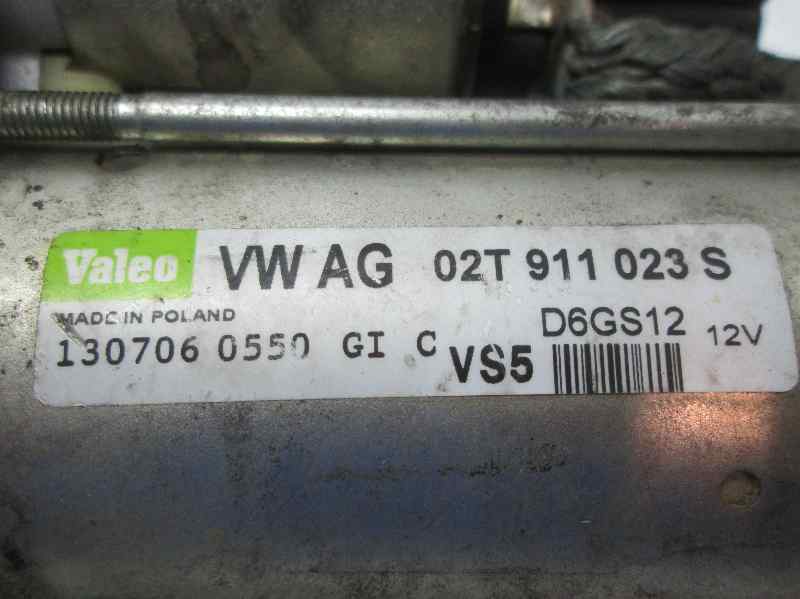 Valeo VW AG 02T 911 023 S
MADE IN POLAND
D6GS12 12V
130706 0550 GI C VS5